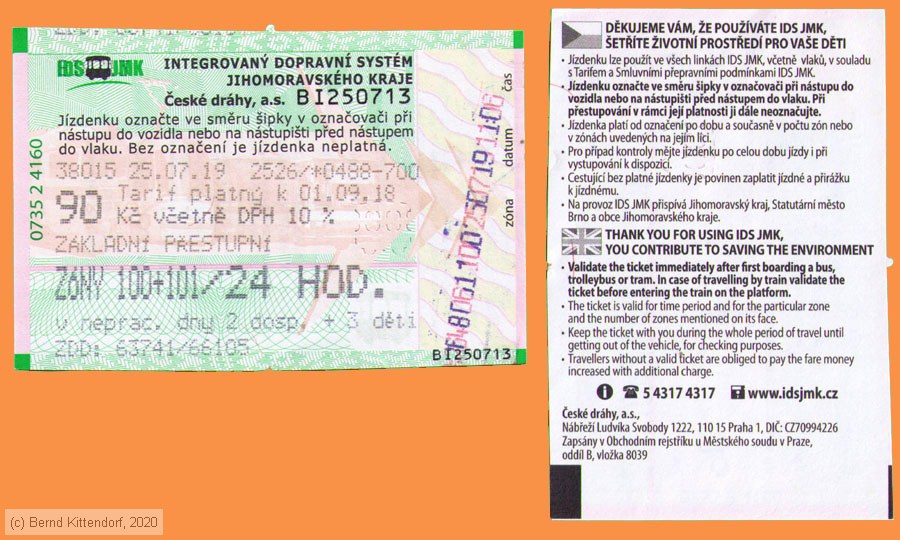 IDS JMK
INTEGROVANÝ DOPRAVNÍ SYSTÉM
JIHOMORAVSKÉHO KRAJE
České dráhy, a.s. BI250713
Jízdenku označte ve směru šipky v označovači při
nástupu do vozidla nebo na nástupišti před nástupem
do vlaku. Bez označení je jízdenka neplatná.
38015 25.07.19 2526/*0488-700
Tarif platný k 01.09.18
90 Kč včetně DPH 10 %
ZÁKLADNÍ PŘESTUPNÍ
ZÓNY 100+101/24 HOD.
v neprac. dny 2 dosp. + 3 děti
ZDD: 63741/66105
BI250713
0735 2 4160
zóna datum čas
DĚKUJEME VÁM, ŽE POUŽÍVÁTE IDS JMK,
ŠETŘÍTE ŽIVOTNÍ PROSTŘEDÍ PRO VAŠE DĚTI
• Jízdenku lze použít ve všech linkách IDS JMK, včetně vlaků, v souladu
s Tarifem a Smluvními přepravními podmínkami IDS JMK.
• Jízdenku označte ve směru šipky v označovači při nástupu do
vozidla nebo na nástupišti před nástupem do vlaku. Při
přestupování v rámci její platnosti ji dále neoznačujte.
• Jízdenka platí od označení po dobu a současně v počtu zón nebo
v zónách uvedených na jejím líci.
• Pro případ kontroly mějte jízdenku po celou dobu jízdy i při
vystupování k dispozici.
• Cestující bez platné jízdenky je povinen zaplatit jízdné a přirážku
k jízdnému.
• Na provoz IDS JMK přispívá Jihomoravský kraj, Statutární město
Brno a obce Jihomoravského kraje.
THANK YOU FOR USING IDS JMK,
YOU CONTRIBUTE TO SAVING THE ENVIRONMENT
• Validate the ticket immediately after first boarding a bus,
trolleybus or tram. In case of travelling by train validate the
ticket before entering the train on the platform.
• The ticket is valid for time period and for the particular zone
and the number of zones mentioned on its face.
• Keep the ticket with you during the whole period of travel until
getting out of the vehicle, for checking purposes.
• Travellers without a valid ticket are obliged to pay the fare money
increased with additional charge.
5 4317 4317 www.idsjmk.cz
České dráhy, a.s.,
Nábřeží Ludvíka Svobody 1222, 110 15 Praha 1, DIČ: CZ70994226
Zapsány v Obchodním rejstříku u Městského soudu v Praze,
oddíl B, vložka 8039
(c) Bernd Kittendorf, 2020